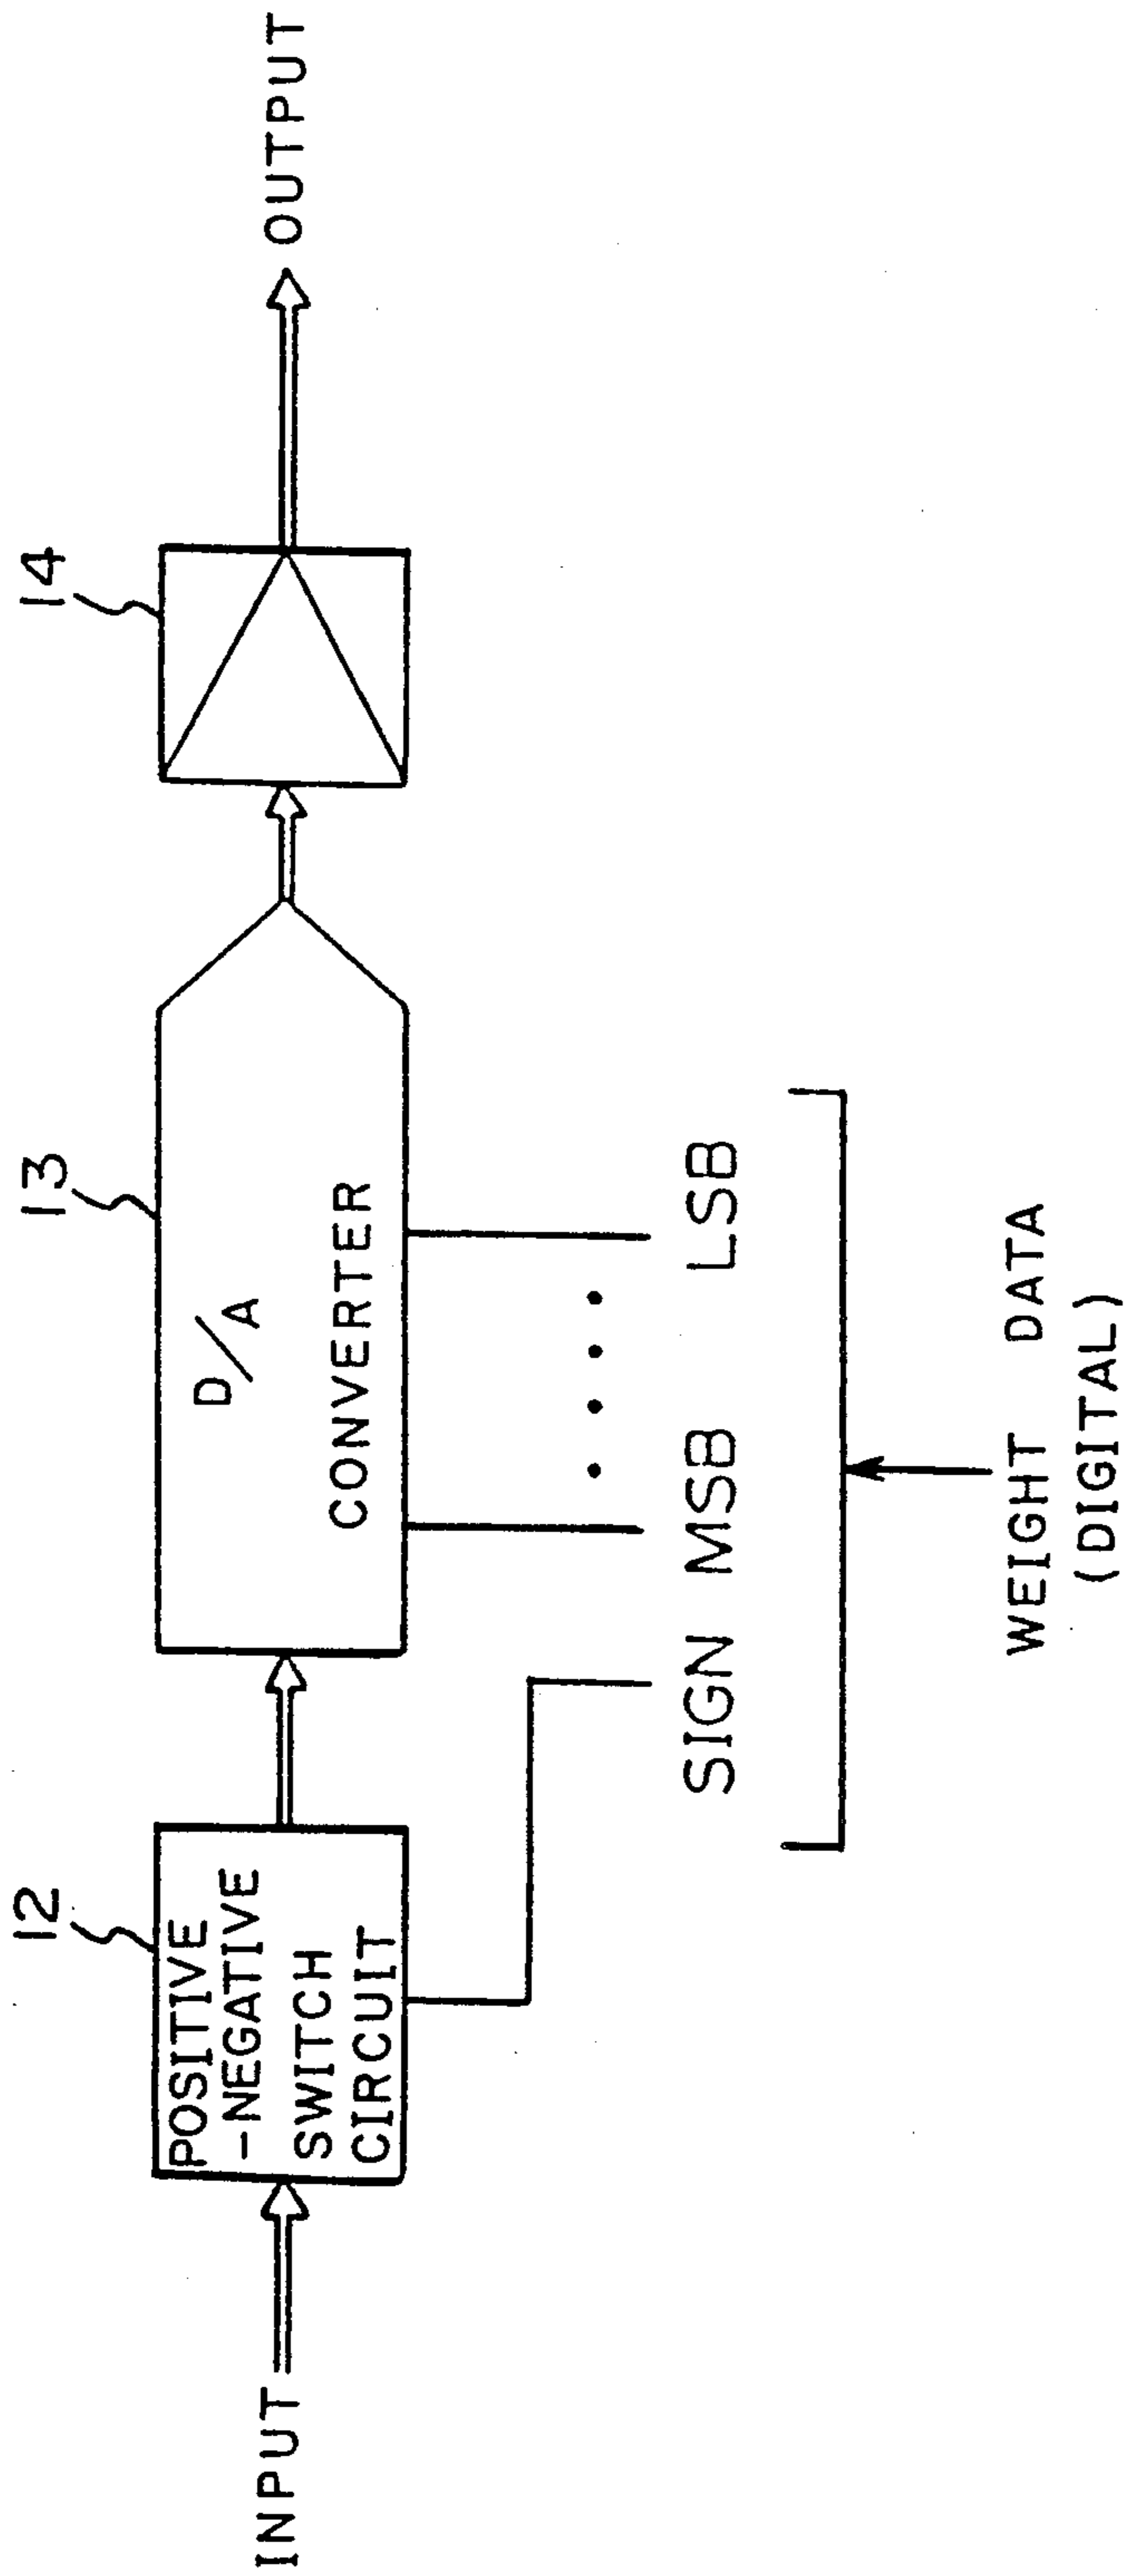 12
13
14
INPUT
POSITIVE
-NEGATIVE
SWITCH
CIRCUIT
D/A
CONVERTER
OUTPUT
SIGN MSB LSB
WEIGHT DATA
(DIGITAL)